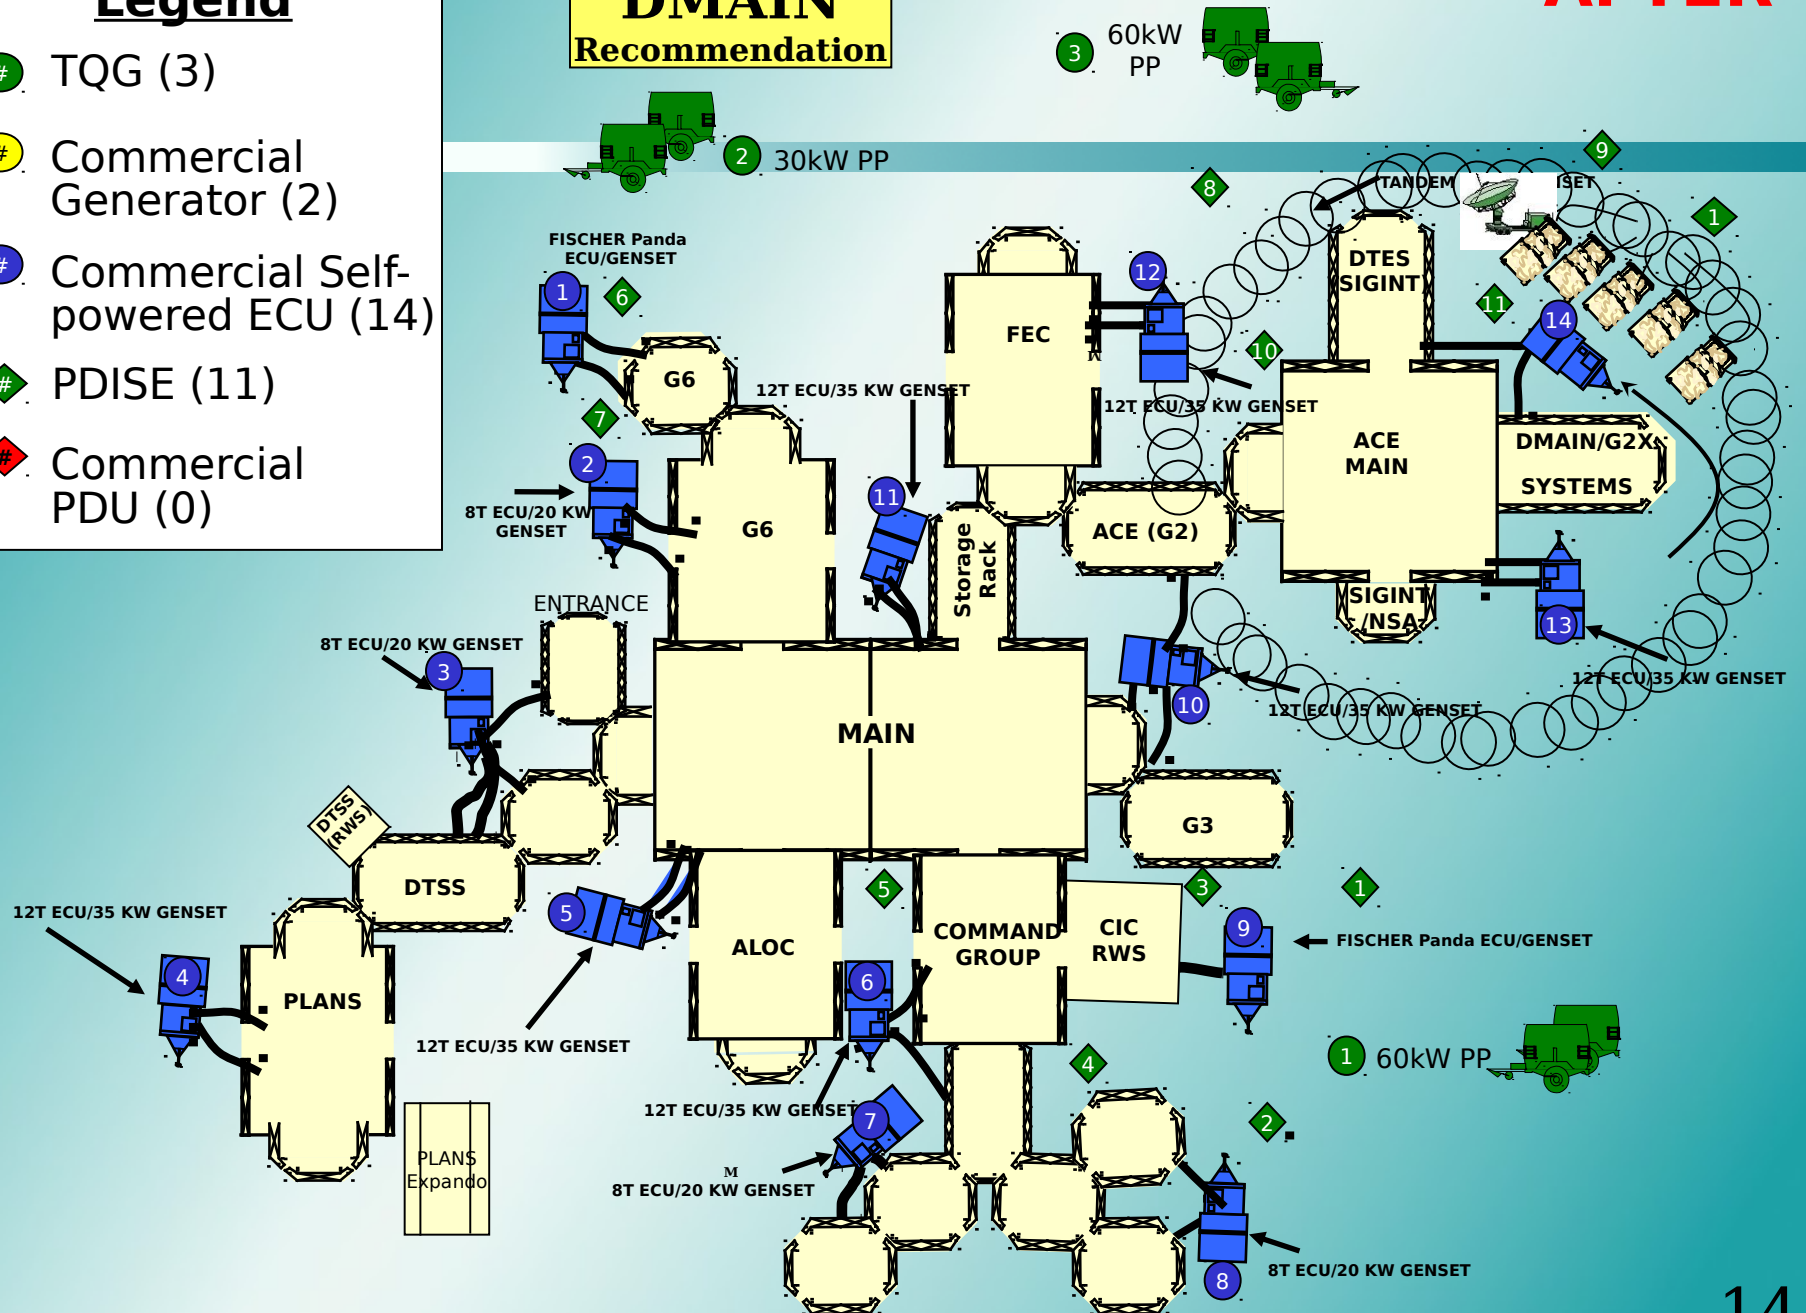 Legend
#
TQG (3)
#
Commercial
Generator (2)
#
Commercial Self-
powered ECU (14)
#
PDISE (11)
#
Commercial
PDU (0)
DMAIN
Recommendation
AFTER
3
60kW
PP
2
30kW PP
9
8
TANDEM
SET
1
FISCHER Panda
ECU/GENSET
1
6
12
DTES
SIGINT
11
14
FEC
10
G6
12T ECU/35 KW GENSET
12T ECU/35 KW GENSET
7
2
ACE
MAIN
DMAIN/G2X
SYSTEMS
8T ECU/20 KW
GENSET
11
G6
ACE (G2)
Storage
Rack
ENTRANCE
SIGINT
/NSA
13
8T ECU/20 KW GENSET
3
12T ECU/35 KW GENSET
10
12T ECU/35 KW GENSET
MAIN
DTSS
(RWS)
G3
DTSS
5
3
1
12T ECU/35 KW GENSET
5
ALOC
COMMAND
GROUP
CIC
RWS
9
FISCHER Panda ECU/GENSET
4
PLANS
6
12T ECU/35 KW GENSET
4
1
60kW PP
12T ECU/35 KW GENSET
7
2
PLANS
Expando
M
8T ECU/20 KW GENSET
8T ECU/20 KW GENSET
8
14